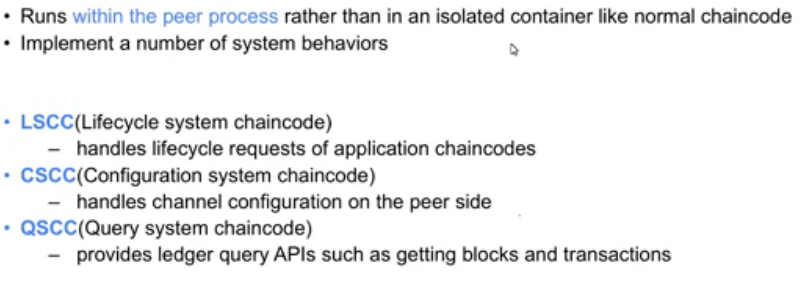 • Runs within the peer process rather than in an isolated container like normal chaincode
• Implement a number of system behaviors
• LSCC(Lifecycle system chaincode)
– handles lifecycle requests of application chaincodes
• CSCC(Configuration system chaincode)
– handles channel configuration on the peer side
• QSCC(Query system chaincode)
– provides ledger query APIs such as getting blocks and transactions